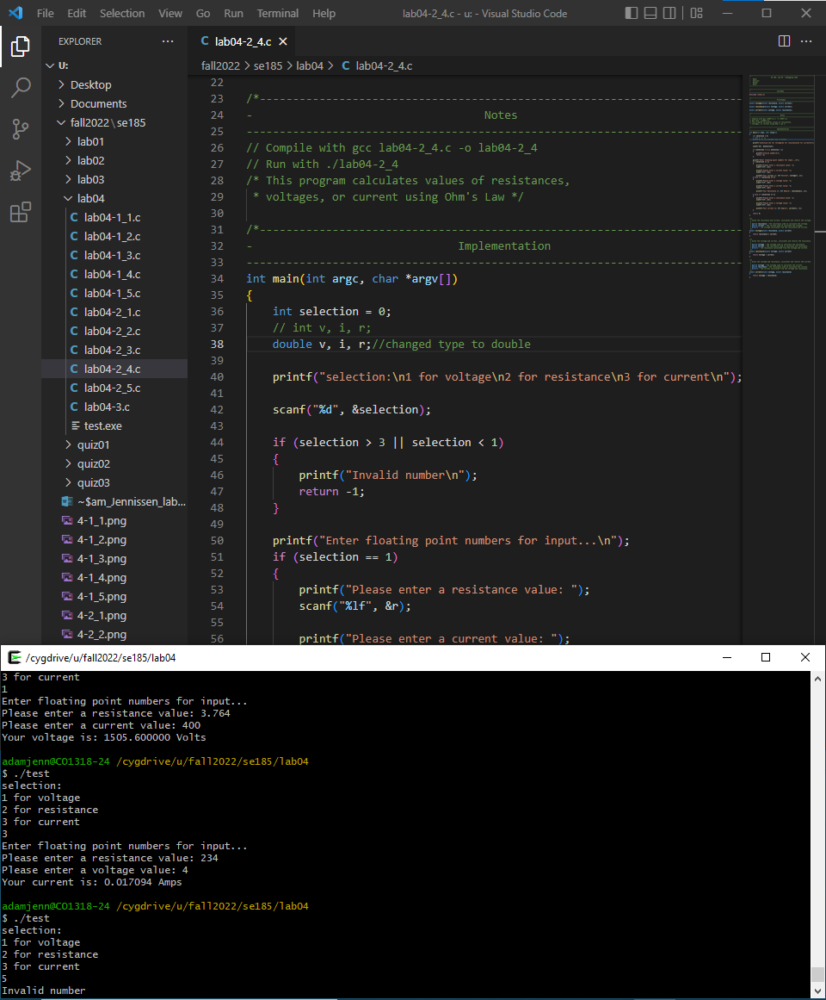 File Edit Selection View Go Run Terminal Help lab04-2_4.c - u: - Visual Studio Code
EXPLORER ...
U:
Desktop
Documents
fall2022\se185
lab01
lab02
lab03
lab04
C lab04-1_1.c
C lab04-1_2.c
C lab04-1_3.c
C lab04-1_4.c
C lab04-1_5.c
C lab04-2_1.c
C lab04-2_2.c
C lab04-2_3.c
C lab04-2_4.c
C lab04-2_5.c
C lab04-3.c
test.exe
quiz01
quiz02
quiz03
~$am_Jennissen_lab...
4-1_1.png
4-1_2.png
4-1_3.png
4-1_4.png
4-1_5.png
4-2_1.png
4-2_2.png
C lab04-2_4.c ×
fall2022 > se185 > lab04 > C lab04-2_4.c
22
23 /*--------------------------------------------------------------------------
24 - Notes
25 ----------------------------------------------------------------------------
26 // Compile with gcc lab04-2_4.c -o lab04-2_4
27 // Run with ./lab04-2_4
28 /* This program calculates values of resistances,
29 * voltages, or current using Ohm's Law */
30
31 /*--------------------------------------------------------------------------
32 - Implementation
33 ----------------------------------------------------------------------------
34 int main(int argc, char *argv[])
35 {
36 int selection = 0;
37 // int v, i, r;
38 double v, i, r;//changed type to double
39
40 printf("selection:\n1 for voltage\n2 for resistance\n3 for current\n");
41
42 scanf("%d", &selection);
43
44 if (selection > 3 || selection < 1)
45 {
46 printf("Invalid number\n");
47 return -1;
48 }
49
50 printf("Enter floating point numbers for input...\n");
51 if (selection == 1)
52 {
53 printf("Please enter a resistance value: ");
54 scanf("%lf", &r);
55
56 printf("Please enter a current value: ");
/cygdrive/u/fall2022/se185/lab04
3 for current
1
Enter floating point numbers for input...
Please enter a resistance value: 3.764
Please enter a current value: 400
Your voltage is: 1505.600000 Volts
adamjenn@CO1318-24 /cygdrive/u/fall2022/se185/lab04
$ ./test
selection:
1 for voltage
2 for resistance
3 for current
3
Enter floating point numbers for input...
Please enter a resistance value: 234
Please enter a voltage value: 4
Your current is: 0.017094 Amps
adamjenn@CO1318-24 /cygdrive/u/fall2022/se185/lab04
$ ./test
selection:
1 for voltage
2 for resistance
3 for current
5
Invalid number